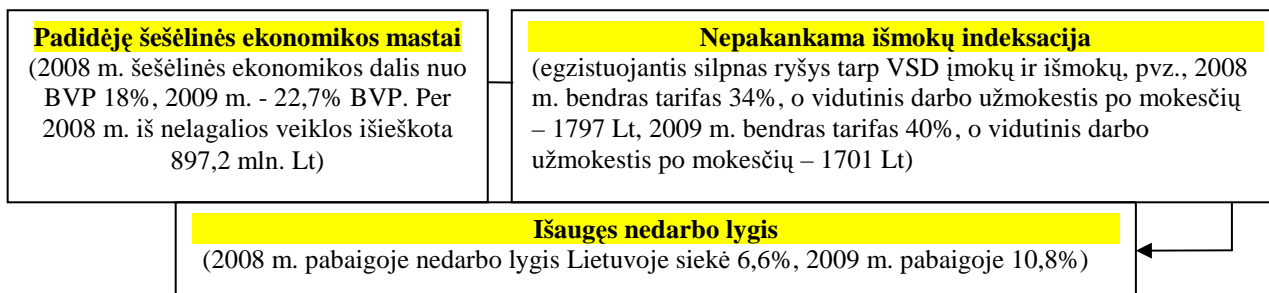 Padidėję šešėlinės ekonomikos mastai
(2008 m. šešėlinės ekonomikos dalis nuo
BVP 18%, 2009 m. - 22,7% BVP. Per
2008 m. iš nelagalios veiklos išieškota
897,2 mln. Lt)
Nepakankama išmokų indeksacija
(egzistuojantis silpnas ryšys tarp VSD įmokų ir išmokų, pvz., 2008
m. bendras tarifas 34%, o vidutinis darbo užmokestis po mokesčių
– 1797 Lt, 2009 m. bendras tarifas 40%, o vidutinis darbo
užmokestis po mokesčių – 1701 Lt)
Išaugęs nedarbo lygis
(2008 m. pabaigoje nedarbo lygis Lietuvoje siekė 6,6%, 2009 m. pabaigoje 10,8%)